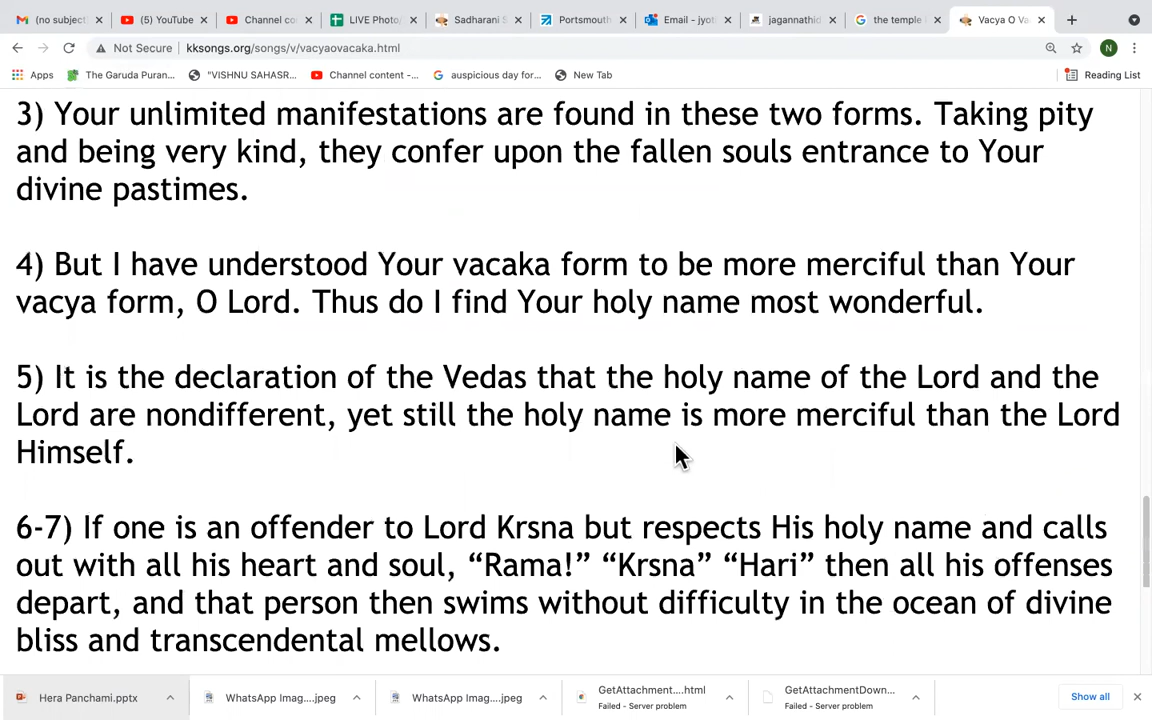 (no subject)
(5) YouTube
Channel co
LIVE Photo/
Sadharani S
Portsmouth
Email - jyot
jagannathid
the temple
Vacya O Va
Not Secure
kksongs.org/songs/v/vacyaovacaka.html
N
Apps
The Garuda Puran...
"VISHNU SAHASR...
Channel content -...
auspicious day for...
New Tab
Reading List
3) Your unlimited manifestations are found in these two forms. Taking pity
and being very kind, they confer upon the fallen souls entrance to Your
divine pastimes.
4) But I have understood Your vacaka form to be more merciful than Your
vacya form, O Lord. Thus do I find Your holy name most wonderful.
5) It is the declaration of the Vedas that the holy name of the Lord and the
Lord are nondifferent, yet still the holy name is more merciful than the Lord
Himself.
6-7) If one is an offender to Lord Krsna but respects His holy name and calls
out with all his heart and soul, “Rama!” “Krsna” “Hari” then all his offenses
depart, and that person then swims without difficulty in the ocean of divine
bliss and transcendental mellows.
Hera Panchami.pptx
WhatsApp Imag....jpeg
WhatsApp Imag....jpeg
GetAttachment....html
Failed - Server problem
GetAttachmentDown...
Failed - Server problem
Show all